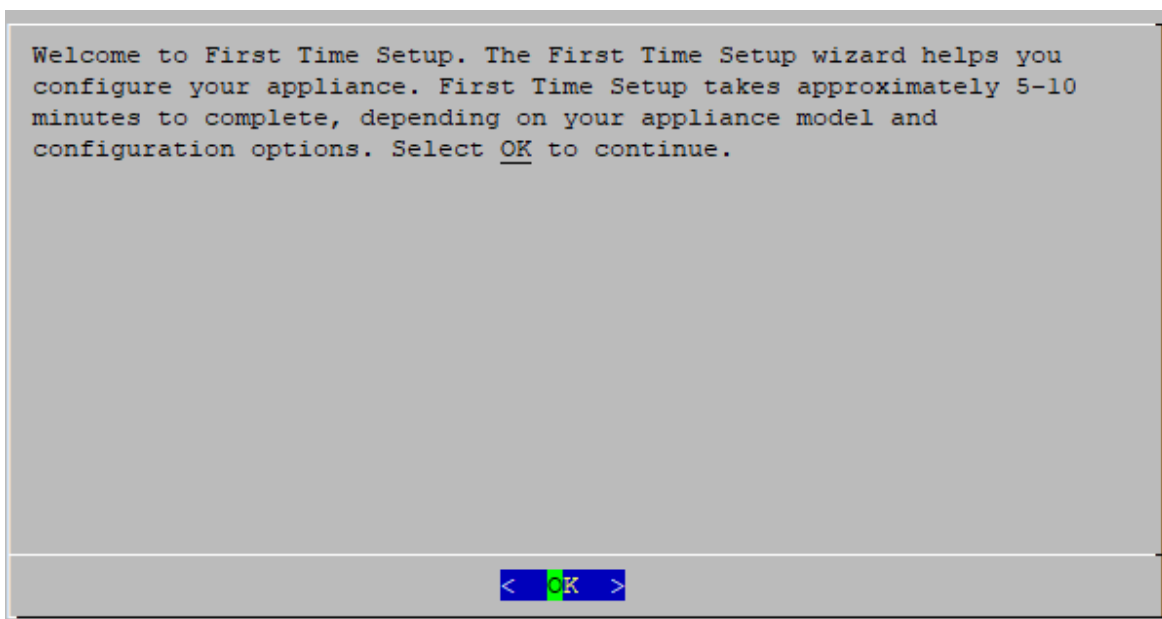 Welcome to First Time Setup. The First Time Setup wizard helps you
configure your appliance. First Time Setup takes approximately 5-10
minutes to complete, depending on your appliance model and
configuration options. Select OK to continue.
< OK >